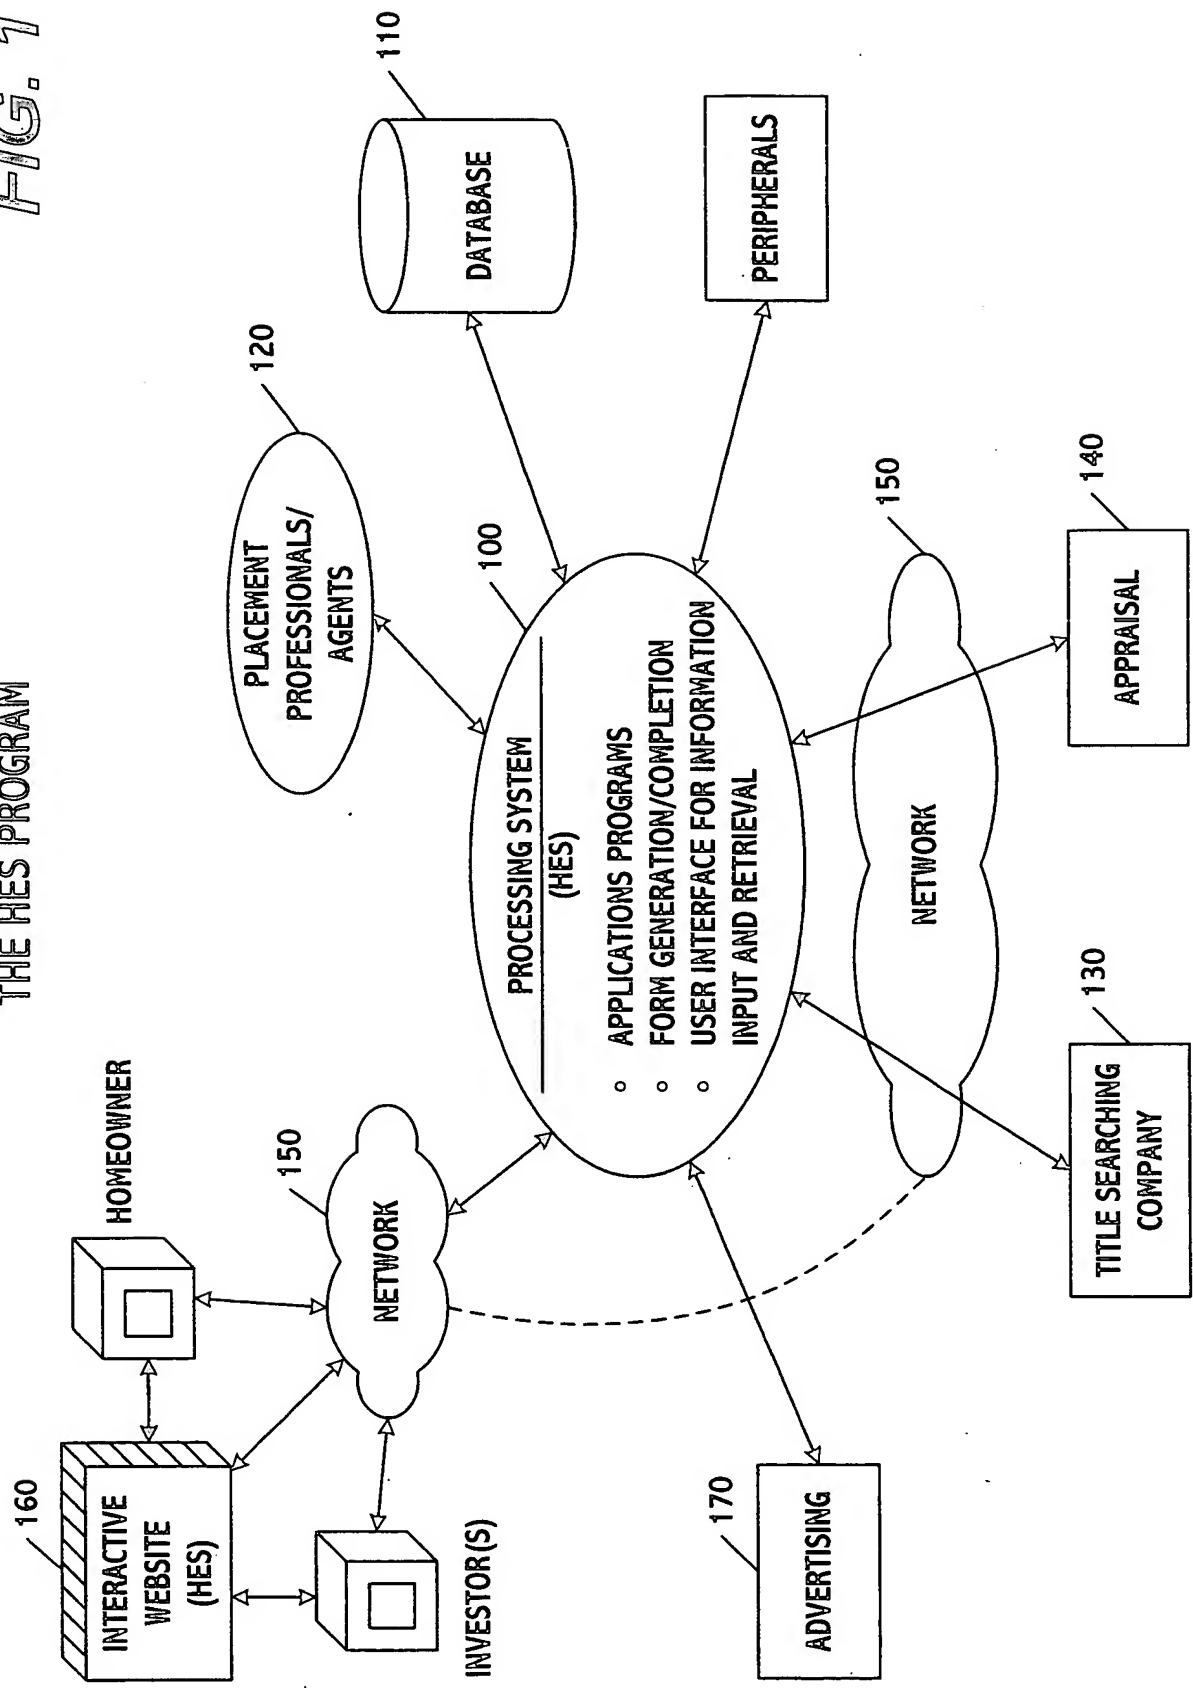 THE HES PROGRAM
FIG. 1
160
INTERACTIVE
WEBSITE
(HES)
HOMEOWNER
INVESTOR(S)
150
NETWORK
120
PLACEMENT
PROFESSIONALS/
AGENTS
110
DATABASE
100
PROCESSING SYSTEM
(HES)
◦ APPLICATIONS PROGRAMS
◦ FORM GENERATION/COMPLETION
◦ USER INTERFACE FOR INFORMATION
INPUT AND RETRIEVAL
PERIPHERALS
170
ADVERTISING
150
NETWORK
130
TITLE SEARCHING
COMPANY
140
APPRAISAL